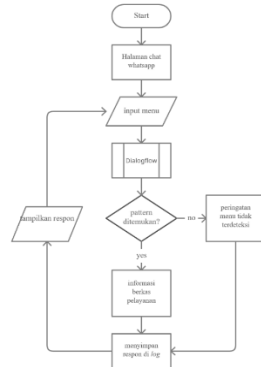 Start
Halaman chat
whatsapp
input menu
Dialogflow
pattern
ditemukan?
no
peringatan
menu tidak
terdeteksi
tampilkan respon
yes
informasi
berkas
pelayanan
menyimpan
respon di log